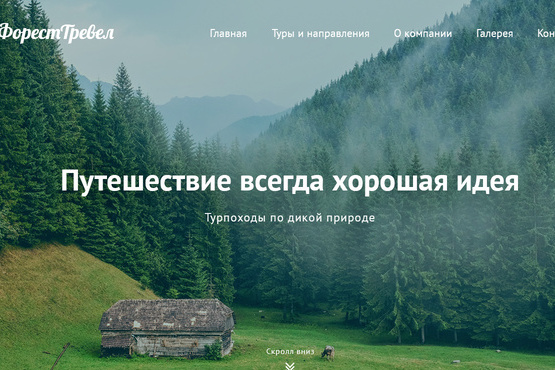 ФорестТревел
Главная
Туры и направления
О компании
Галерея
Кон
Путешествие всегда хорошая идея
Турпоходы по дикой природе
Скролл вниз